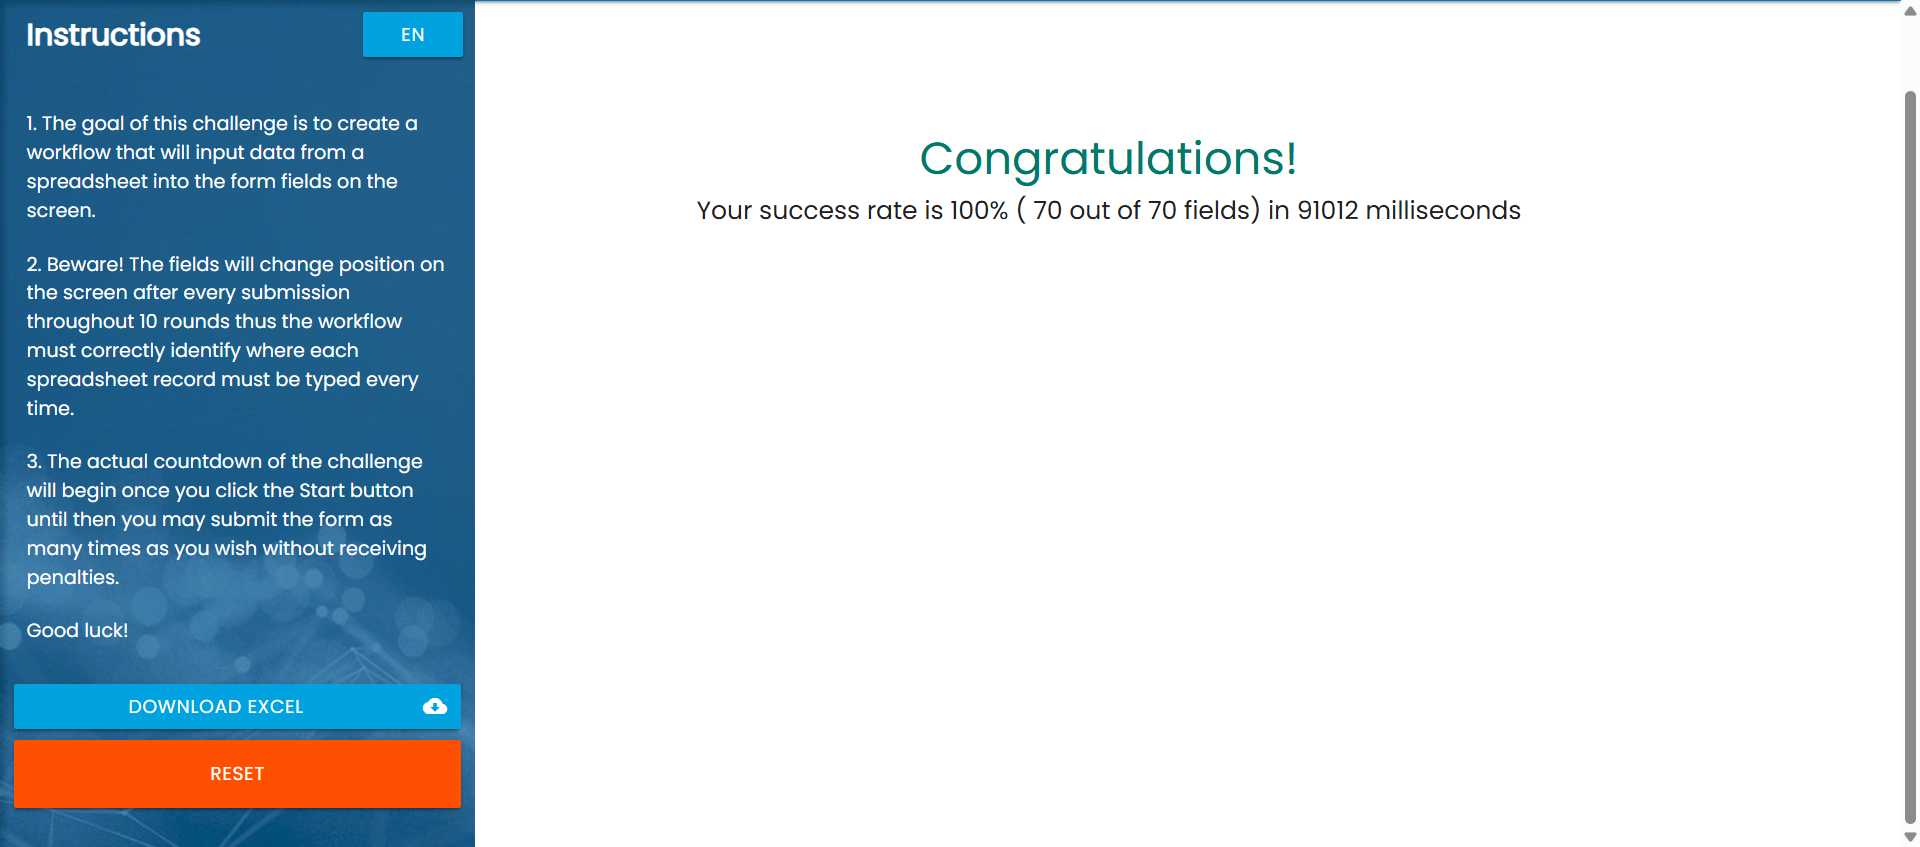 Instructions
EN
1. The goal of this challenge is to create a
workflow that will input data from a
spreadsheet into the form fields on the
screen.
2. Beware! The fields will change position on
the screen after every submission
throughout 10 rounds thus the workflow
must correctly identify where each
spreadsheet record must be typed every
time.
3. The actual countdown of the challenge
will begin once you click the Start button
until then you may submit the form as
many times as you wish without receiving
penalties.
Good luck!
DOWNLOAD EXCEL
RESET
Congratulations!
Your success rate is 100% ( 70 out of 70 fields) in 91012 milliseconds